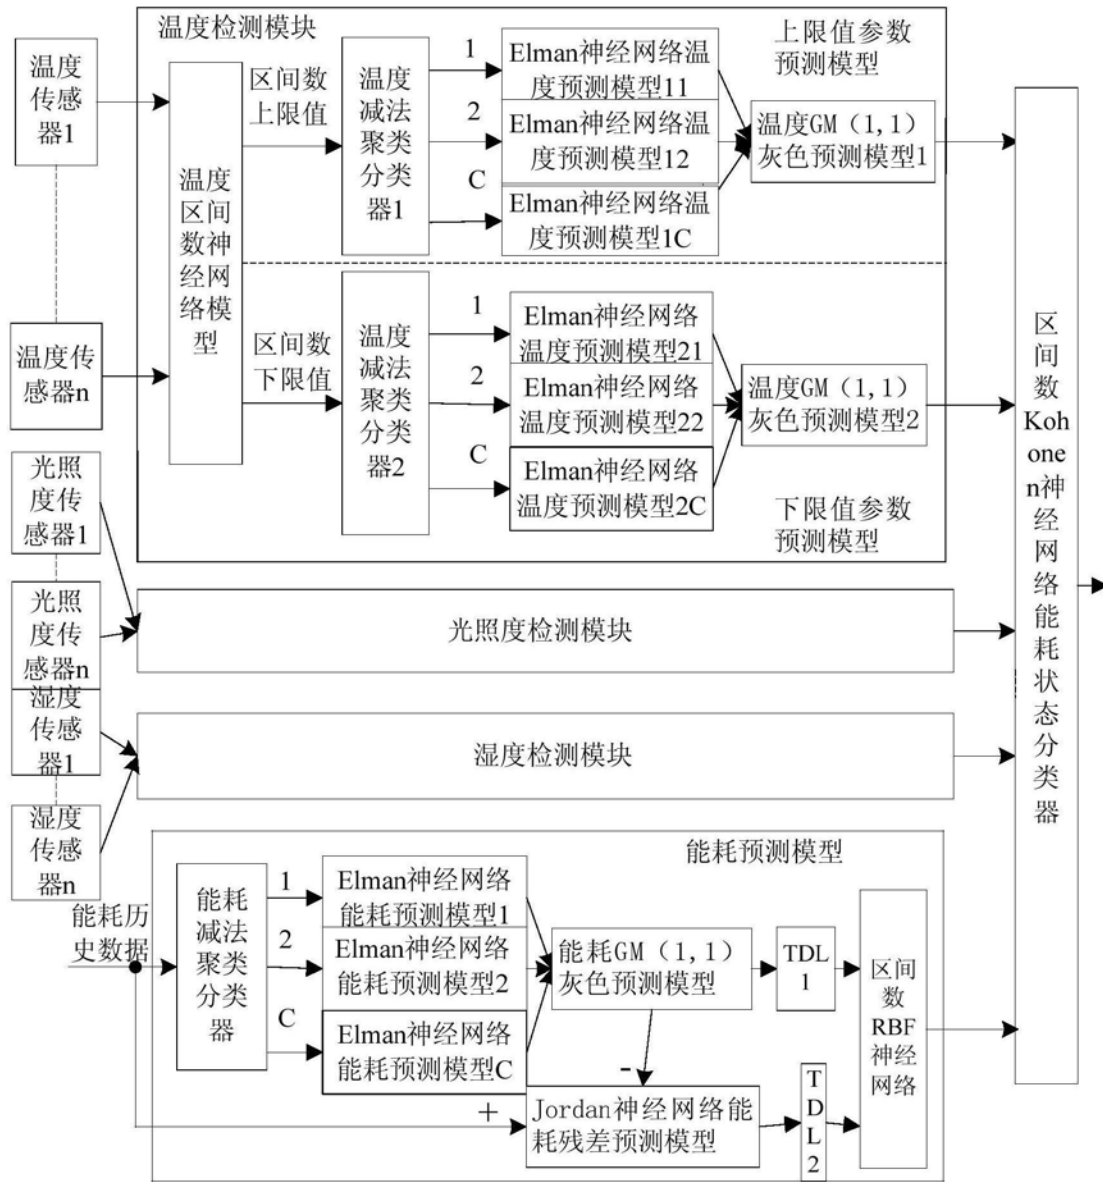 温度
传感
器1
温度传
感器n
光照
度传
感器1
光照
度传
感器n
湿度
传感
器1
湿度
传感
器n
温度检测模块
温度
区间
数神
经网
络模
型
区间数
上限值
区间数
下限值
温度
减法
聚类
分类
器1
1
2
C
Elman神经网络温
度预测模型11
Elman神经网络温
度预测模型12
Elman神经网络温
度预测模型1C
上限值参数
预测模型
温度GM（1,1）
灰色预测模型1
温度
减法
聚类
分类
器2
1
2
C
Elman神经网络
温度预测模型21
Elman神经网络
温度预测模型22
Elman神经网络
温度预测模型2C
温度GM（1,1）
灰色预测模型2
下限值参数
预测模型
光照度检测模块
湿度检测模块
能耗预测模型
能耗历
史数据
能耗
减法
聚类
分类
器
1
2
C
Elman神经网络
能耗预测模型1
Elman神经网络
能耗预测模型2
Elman神经网络
能耗预测模型C
能耗GM（1,1）
灰色预测模型
TDL
1
-
+
Jordan神经网络能
耗残差预测模型
T
D
L
2
区间
数
RBF
神经
网络
区
间
数
Koh
one
n神
经
网
络
能
耗
状
态
分
类
器